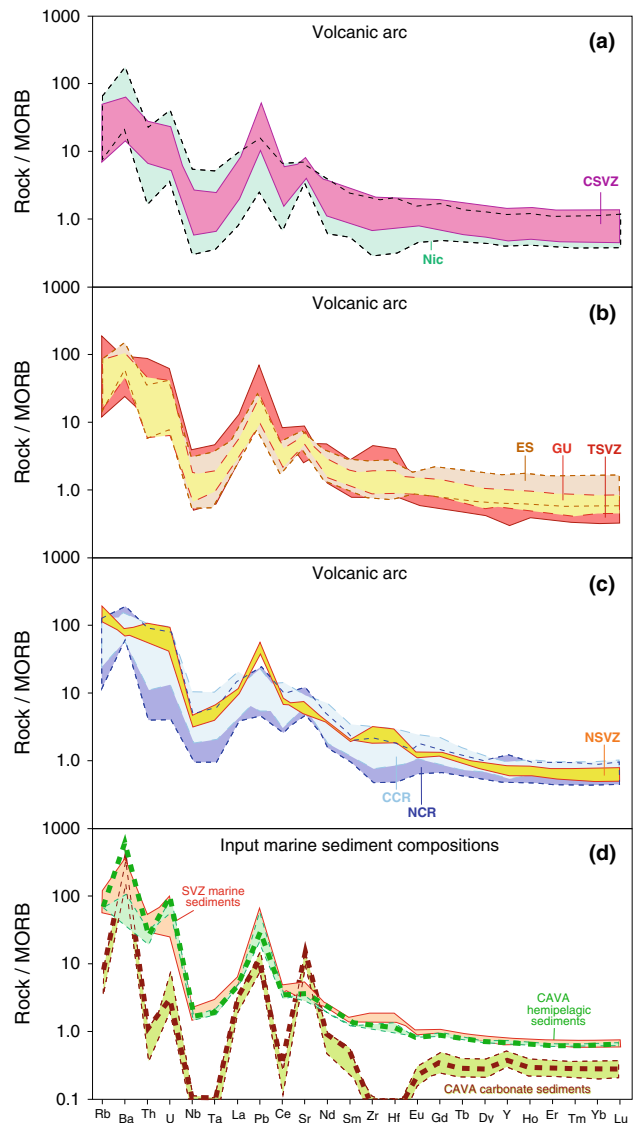 1000
Volcanic arc
(a)
100
10
1.0
Rock / MORB
CSVZ
Nic
1000
Volcanic arc
(b)
100
10
1.0
Rock / MORB
ES
GU
TSVZ
1000
Volcanic arc
(c)
100
10
1.0
Rock / MORB
NSVZ
CCR
NCR
1000
Input marine sediment compositions
(d)
SVZ marine
sediments
100
10
1.0
0.1
Rock / MORB
CAVA
hemipelagic
sediments
CAVA carbonate sediments
Rb Ba Th U Nb Ta La Pb Ce Sr Nd Sm Zr Hf Eu Gd Tb Dy Y Ho Er Tm Yb Lu